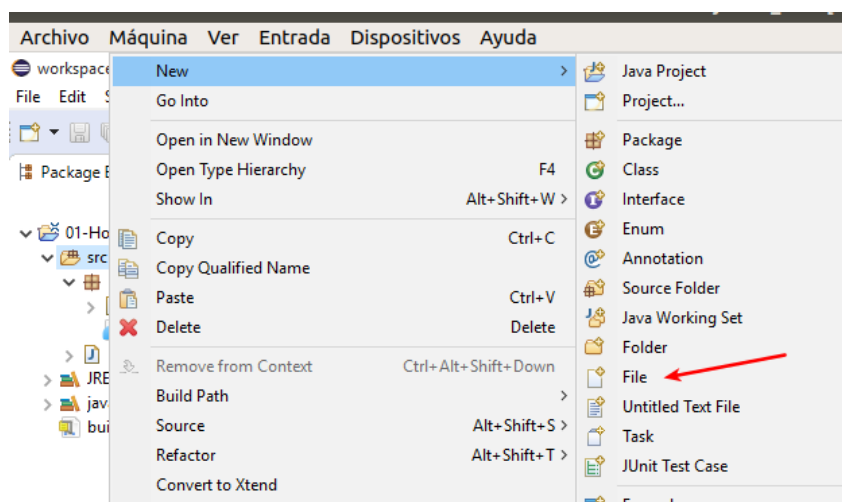 Archivo Máquina Ver Entrada Dispositivos Ayuda
workspace
File Edit
Package E
01-Ho
src
JRE
jav
bui
New >
Go Into
Open in New Window
Open Type Hierarchy F4
Show In Alt+Shift+W >
Copy Ctrl+C
Copy Qualified Name
Paste Ctrl+V
Delete Delete
Remove from Context Ctrl+Alt+Shift+Down
Build Path >
Source Alt+Shift+S >
Refactor Alt+Shift+T >
Convert to Xtend
Java Project
Project...
Package
Class
Interface
Enum
Annotation
Source Folder
Java Working Set
Folder
File
Untitled Text File
Task
JUnit Test Case